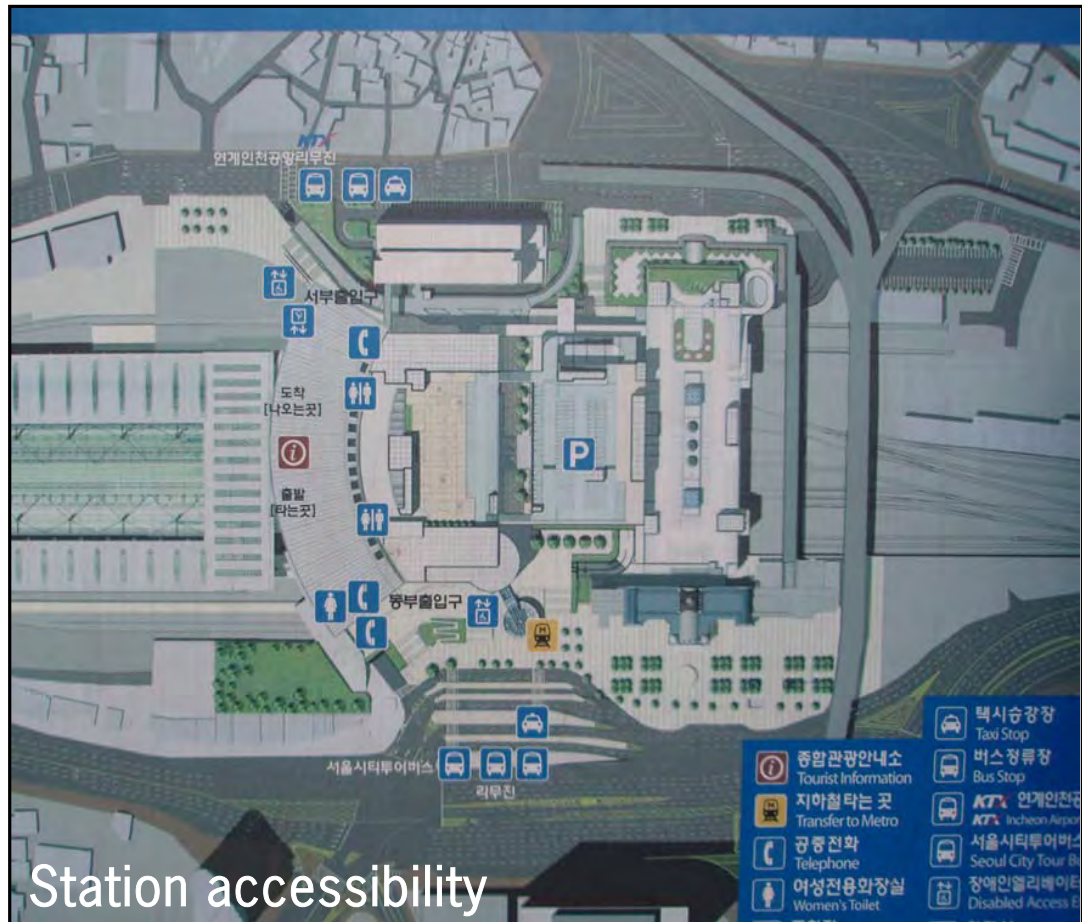 KTX
연계인천공항리무진
서부출입구
도착
[나오는곳]
출발
[타는곳]
P
동부출입구
M
서울시티투어버스
리무진
종합관광안내소
Tourist Information
지하철 타는 곳
Transfer to Metro
공중전화
Telephone
여성전용화장실
Women's Toilet
택시승강장
Taxi Stop
버스정류장
Bus Stop
KTX 연계인천공
KTX Incheon Airpor
서울시티투어버스
Seoul City Tour Bu
장애인엘리베이터
Disabled Access E
Station accessibility